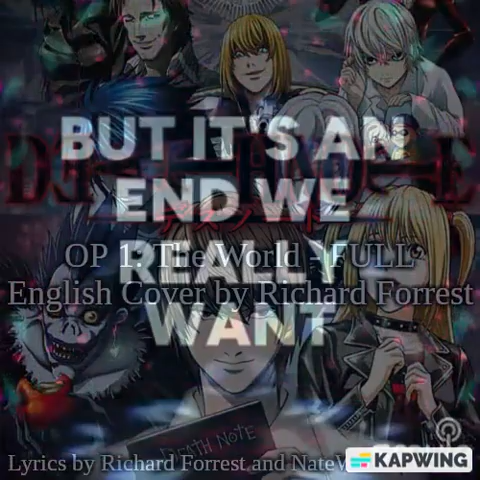 BUT IT'S AN
END WE
REALLY
WANT
OP 1: The World - FULL
English Cover by Richard Forrest
DEATH NOTE
Lyrics by Richard Forrest and Nate
KAPWING